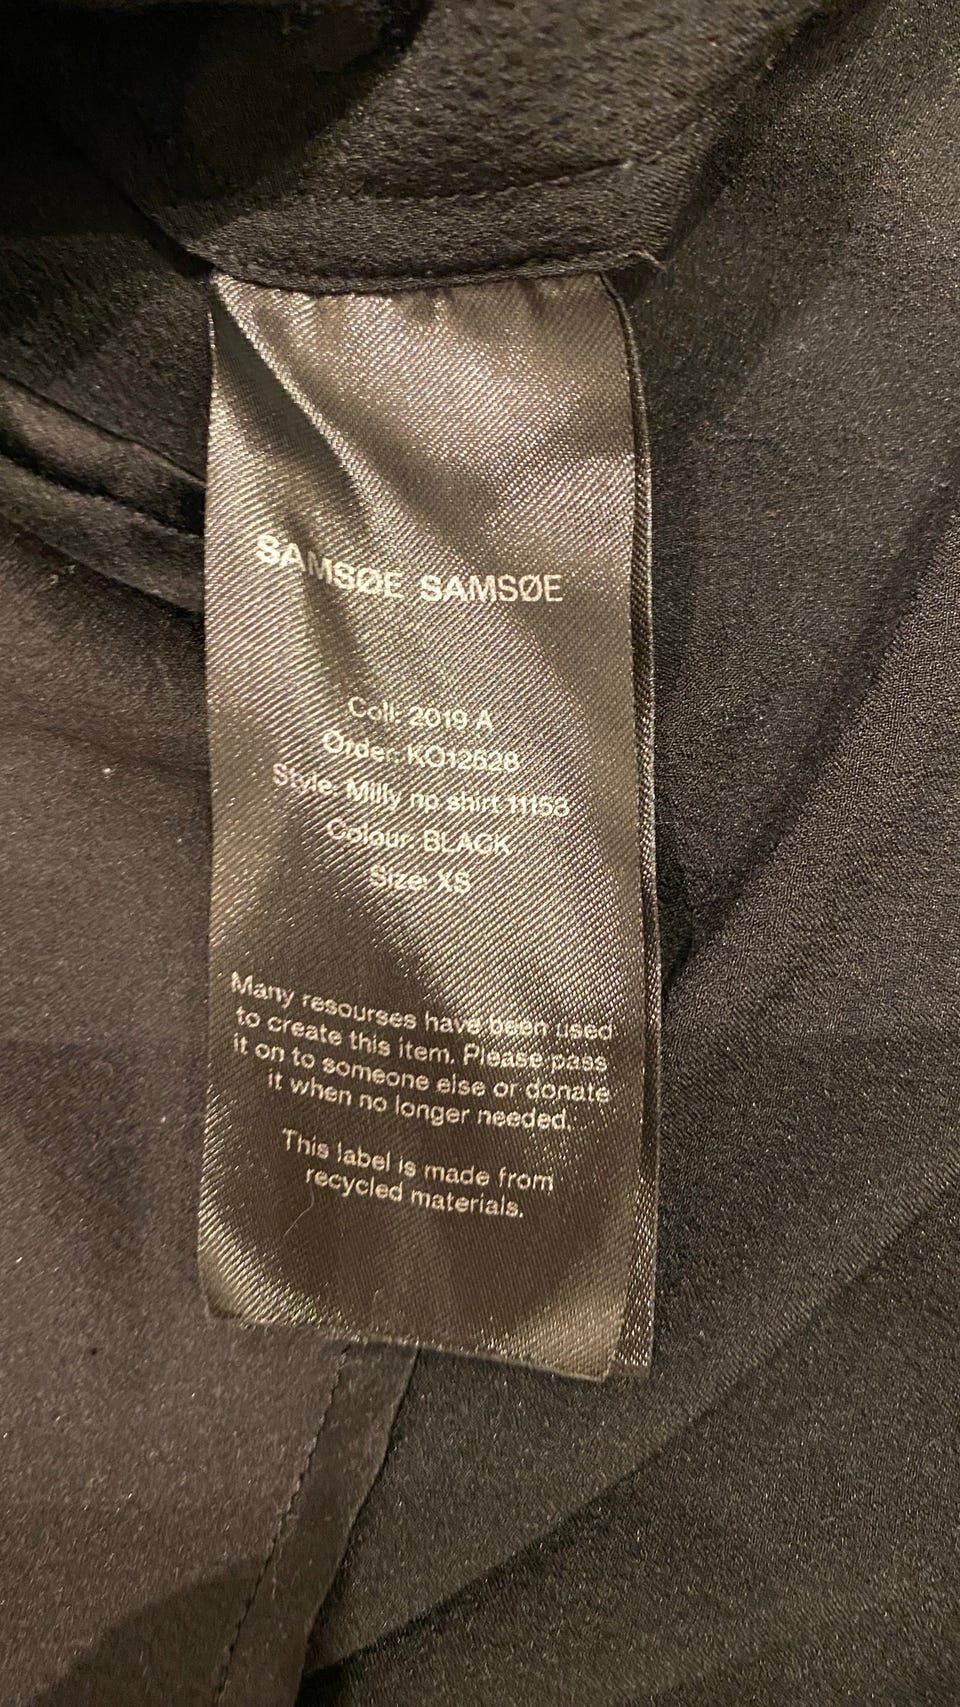 SAMSØE SAMSØE
Coll: 2019 A
Order: KO12528
Style: Milly np shirt 11153
Colour: BLACK
Size: XS
Many resourses have been used
to create this item. Please pass
it on to someone else or donate
it when no longer needed.
This label is made from
recycled materials.